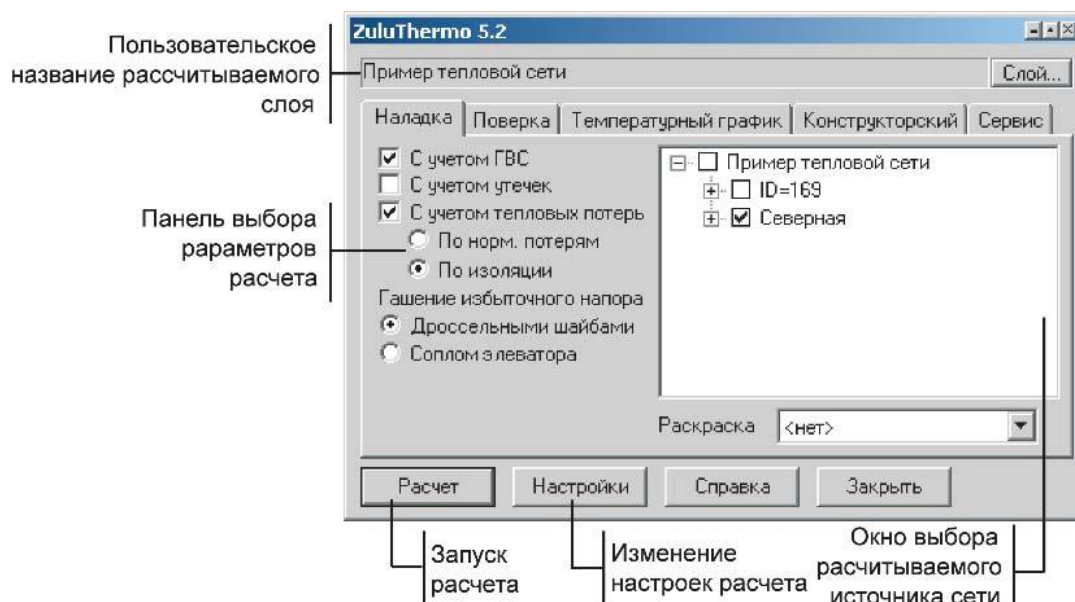 Пользовательское
название рассчитываемого
слоя
ZuluThermo 5.2
Пример тепловой сети
Слой...
Наладка
Поверка
Температурный график
Конструкторский
Сервис
Панель выбора
раpаметров
расчета
С учетом ГВС
С учетом утечек
С учетом тепловых потерь
По норм. потерям
По изоляции
Гашение избыточного напора
Дроссельными шайбами
Соплом элеватора
Пример тепловой сети
ID=169
Северная
Раскраска
<нет>
Расчет
Настройки
Справка
Закрыть
Запуск
расчета
Изменение
настроек расчета
Окно выбора
расчитываемого
источника сети